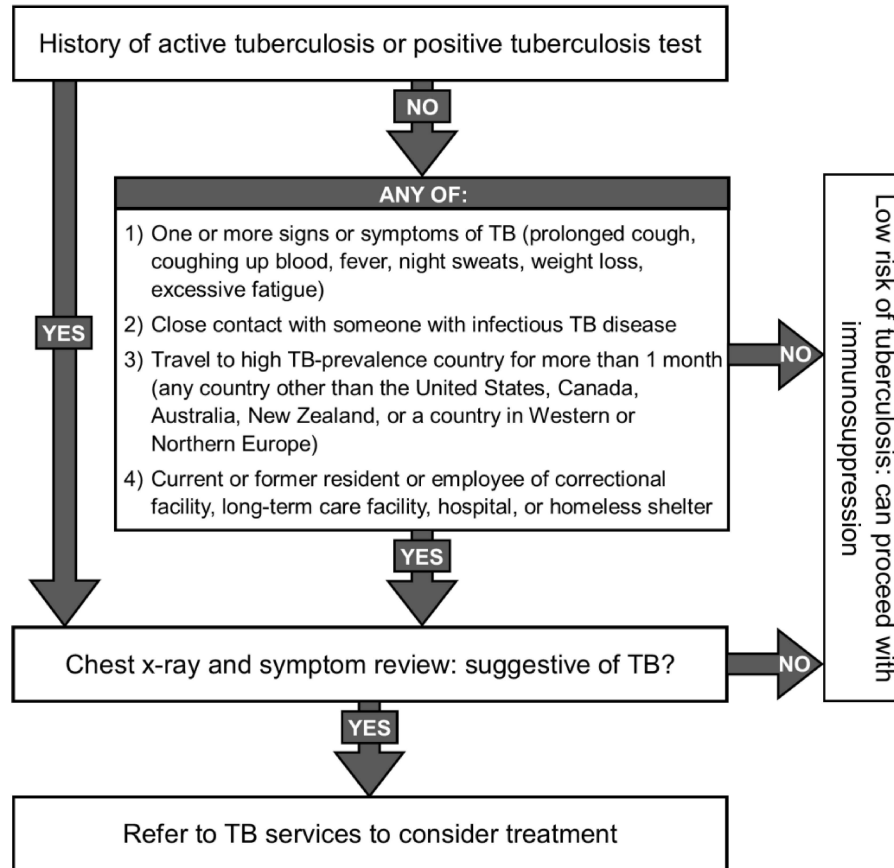 History of active tuberculosis or positive tuberculosis test
NO
ANY OF:
1) One or more signs or symptoms of TB (prolonged cough,
coughing up blood, fever, night sweats, weight loss,
excessive fatigue)
2) Close contact with someone with infectious TB disease
3) Travel to high TB-prevalence country for more than 1 month
(any country other than the United States, Canada,
Australia, New Zealand, or a country in Western or
Northern Europe)
4) Current or former resident or employee of correctional
facility, long-term care facility, hospital, or homeless shelter
YES
NO
Low risk of tuberculosis: can proceed with
immunosuppression
YES
Chest x-ray and symptom review: suggestive of TB?
NO
YES
Refer to TB services to consider treatment